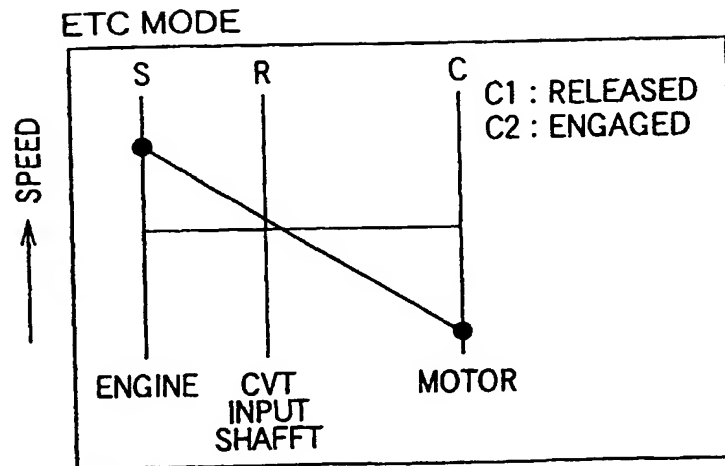 ETC MODE
S R C
C1 : RELEASED
C2 : ENGAGED
SPEED
ENGINE
CVT
INPUT
SHAFFT
MOTOR